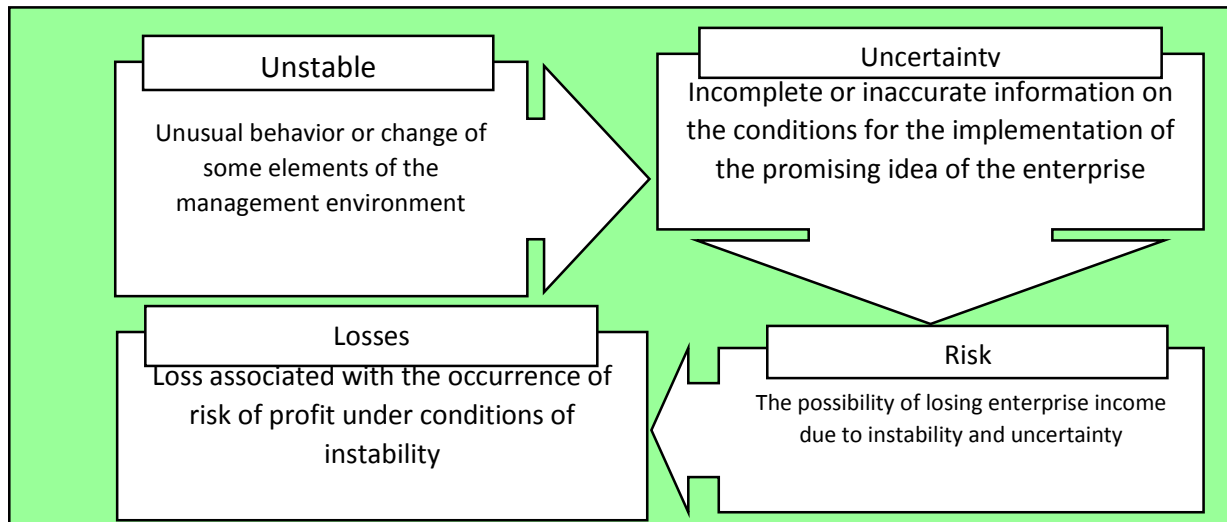 Unstable
Unusual behavior or change of
some elements of the
management environment
Uncertainty
Incomplete or inaccurate information on
the conditions for the implementation of
the promising idea of the enterprise
Risk
The possibility of losing enterprise income
due to instability and uncertainty
Losses
Loss associated with the occurrence of
risk of profit under conditions of
instability